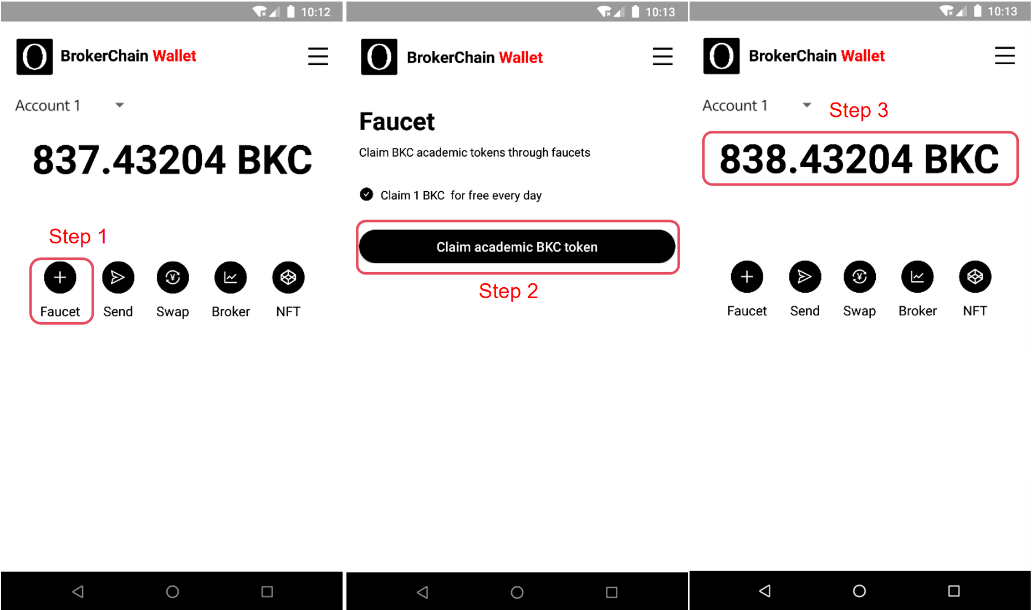 10:12
BrokerChain Wallet
Account 1
837.43204 BKC
Step 1
Faucet Send Swap Broker NFT
10:13
BrokerChain Wallet
Faucet
Claim BKC academic tokens through faucets
Claim 1 BKC for free every day
Claim academic BKC token
Step 2
10:13
BrokerChain Wallet
Account 1
Step 3
838.43204 BKC
Faucet Send Swap Broker NFT